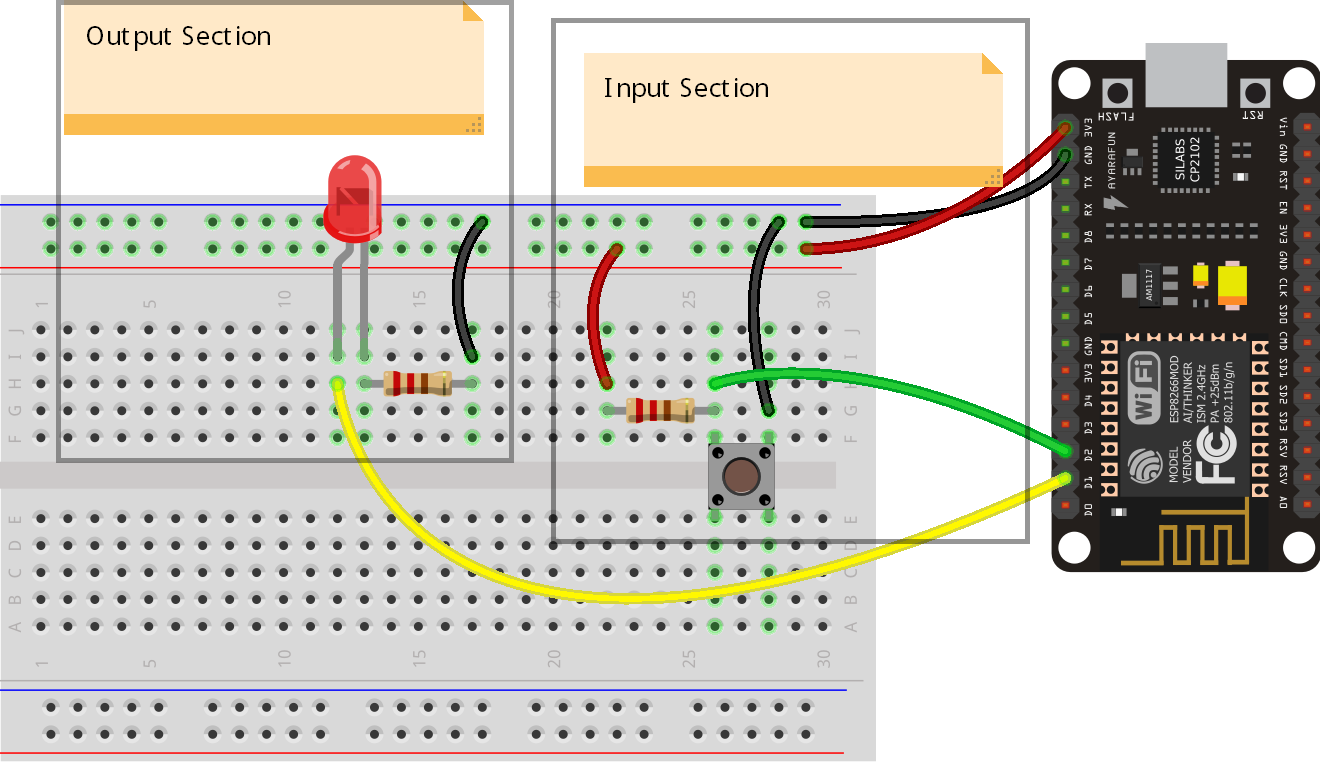 Output Section
Input Section
FLASH
RST
3V3
GND
TX
RX
D8
D7
D6
D5
GND
3V3
D4
D3
D2
D1
D0
AYARAFUN
SILABS
CP2102
AM1117
Vin
GND
RST
EN
3V3
GND
CLK
SD0
CMD
SD1
SD2
SD3
RSV
RSV
A0
WiFi
ESP8266MOD
AI/THINKER
ISM 2.4GHz
PA +25dBm
802.11b/g/n
MODEL
VENDOR
FC
1 5 10 15 20 25 30
J J
I I
H
G G
F F
E E
D D
C C
B B
A A
1 5 10 15 20 25 30